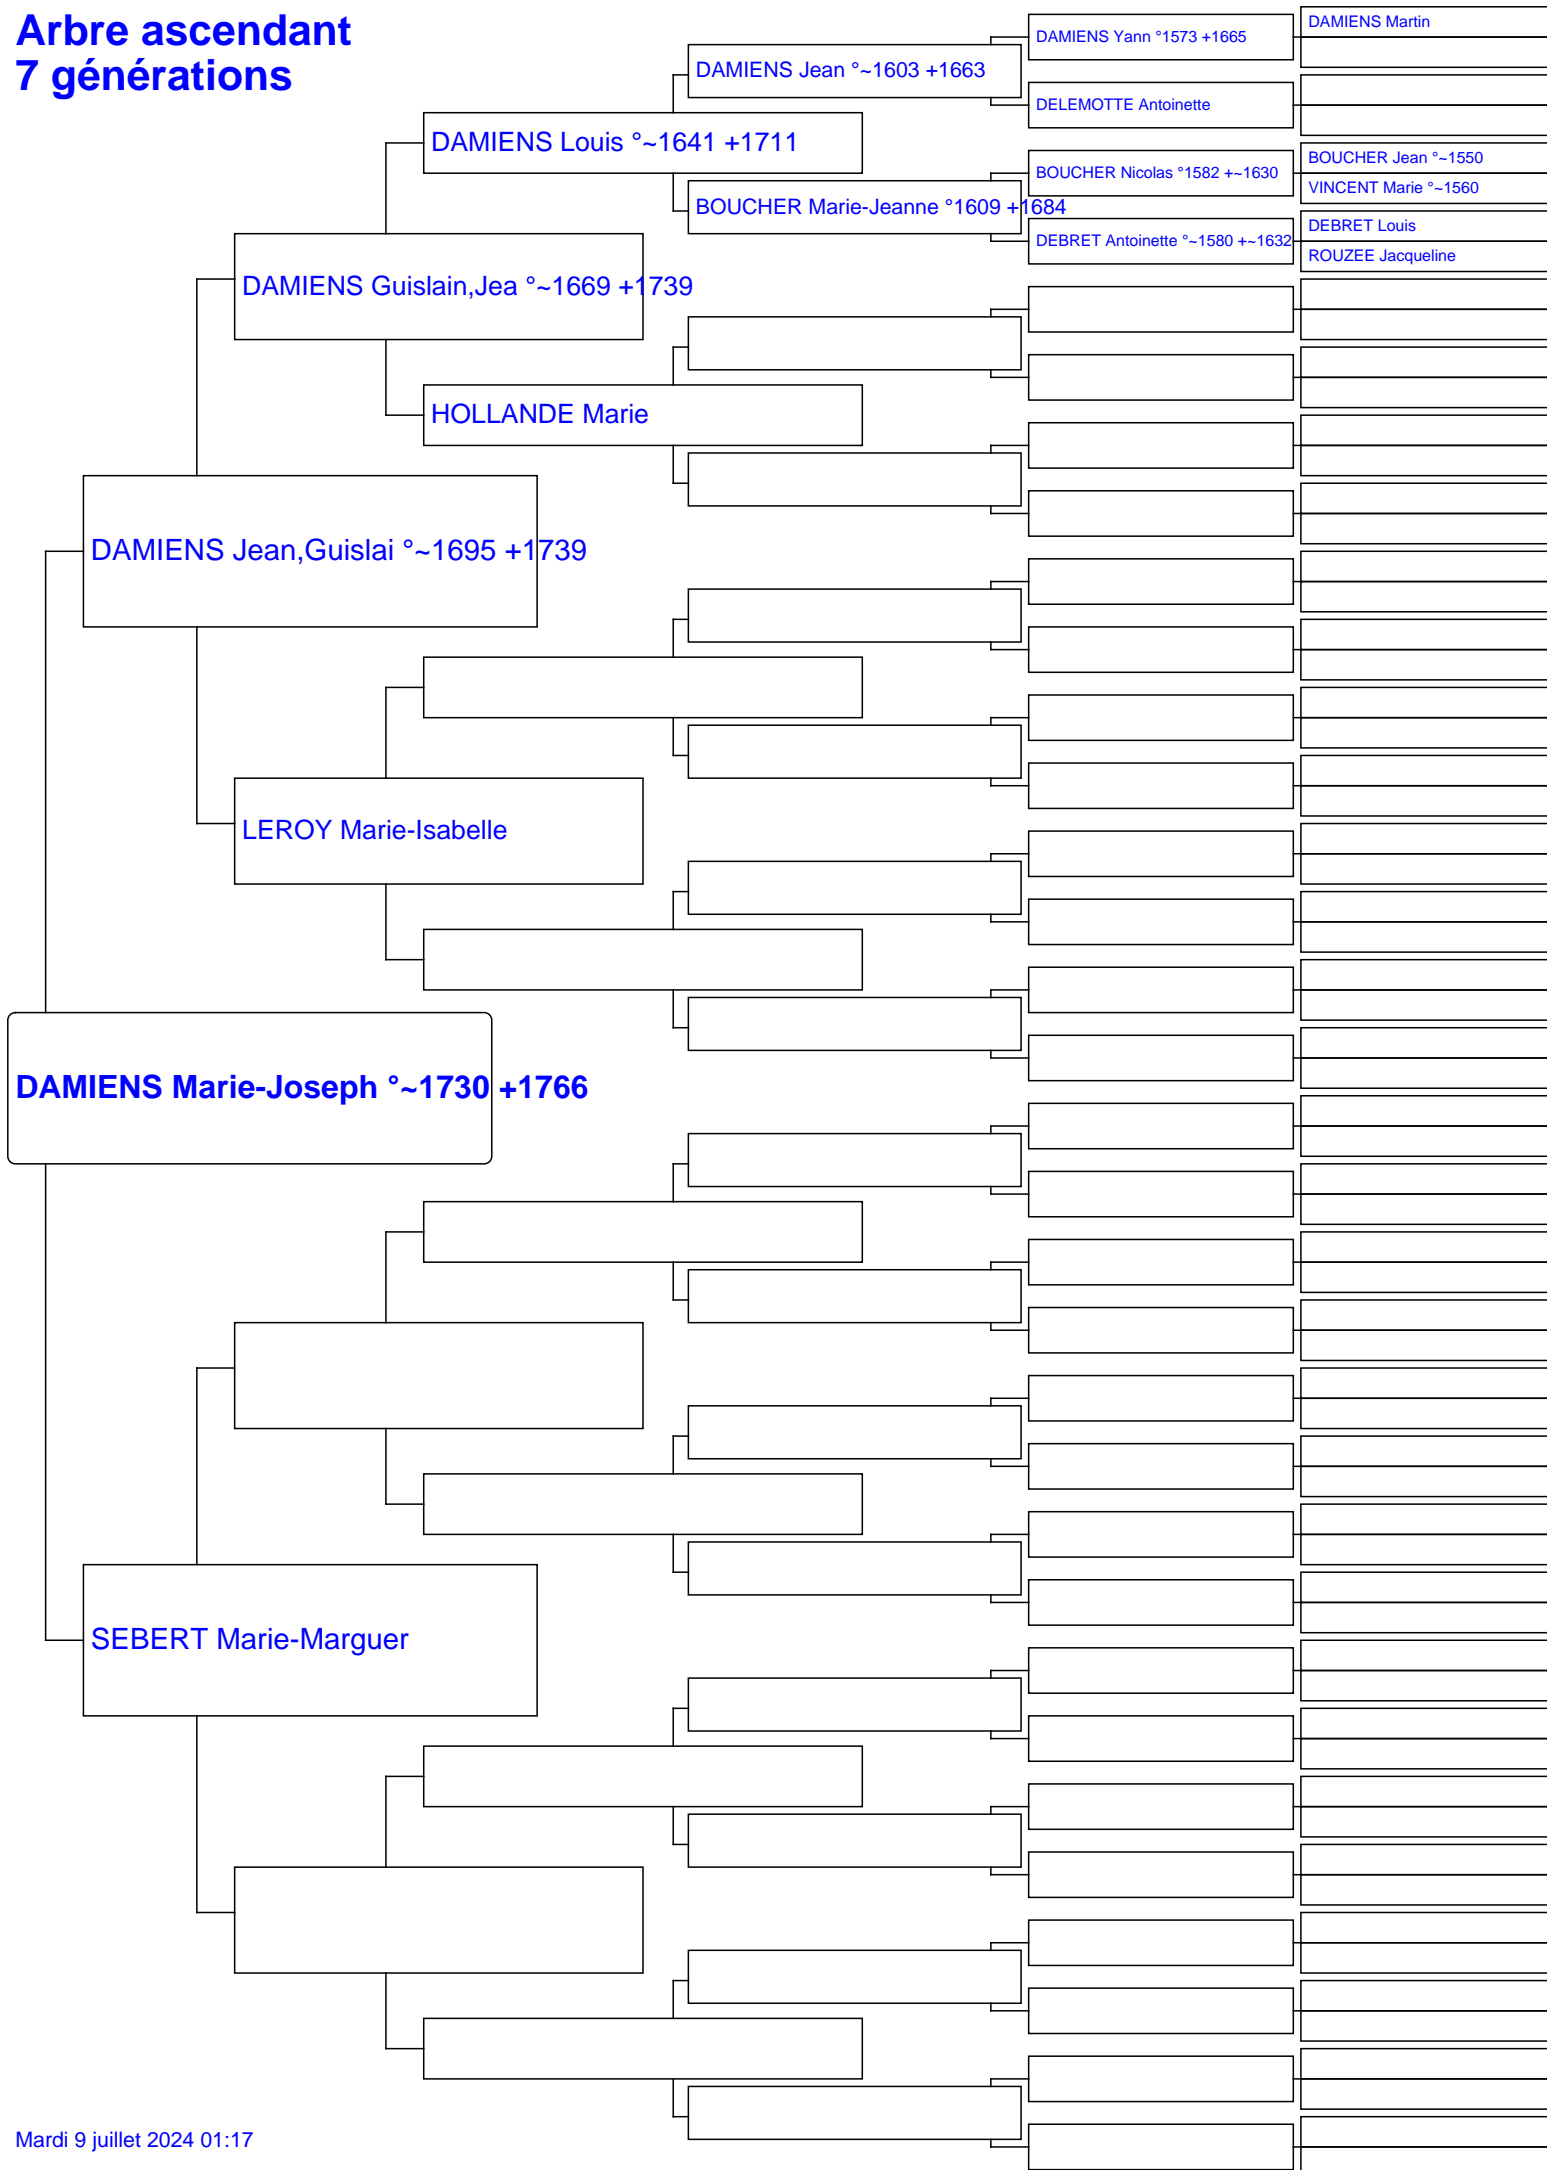 Arbre ascendant
7 générations
DAMIENS Martin
DAMIENS Yann °1573 +1665
DAMIENS Jean °~1603 +1663
DELEMOTTE Antoinette
DAMIENS Louis °~1641 +1711
BOUCHER Jean °~1550
BOUCHER Nicolas °1582 +~1630
VINCENT Marie °~1560
BOUCHER Marie-Jeanne °1609 +1684
DEBRET Louis
DEBRET Antoinette °~1580 +~1632
ROUZEE Jacqueline
DAMIENS Guislain,Jea °~1669 +1739
HOLLANDE Marie
DAMIENS Jean,Guislai °~1695 +1739
LEROY Marie-Isabelle
DAMIENS Marie-Joseph °~1730 +1766
SEBERT Marie-Marguer
Mardi 9 juillet 2024 01:17